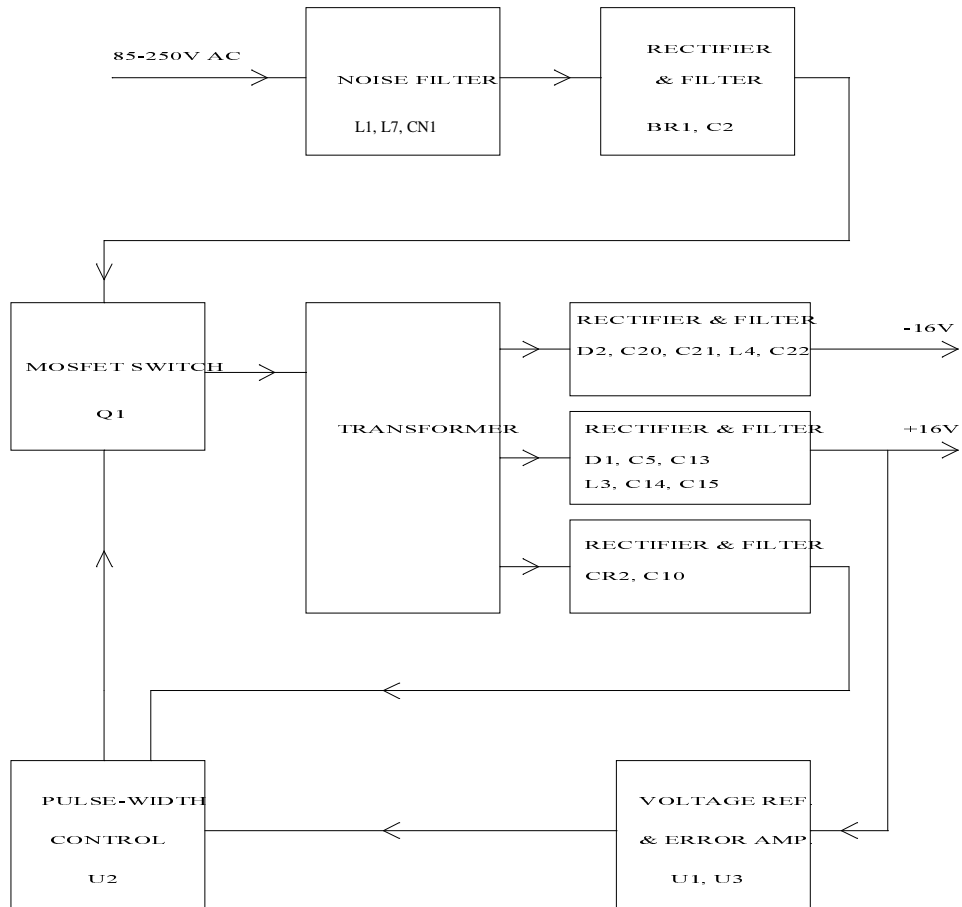 85-250V AC
NOISE FILTER
L1, L7, CN1
RECTIFIER
& FILTER
BR1, C2
MOSFET SWITCH
Q1
TRANSFORMER
RECTIFIER & FILTER
D2, C20, C21, L4, C22
-16V
RECTIFIER & FILTER
D1, C5, C13
L3, C14, C15
+16V
RECTIFIER & FILTER
CR2, C10
PULSE-WIDTH
CONTROL
U2
VOLTAGE REF.
& ERROR AMP.
U1, U3